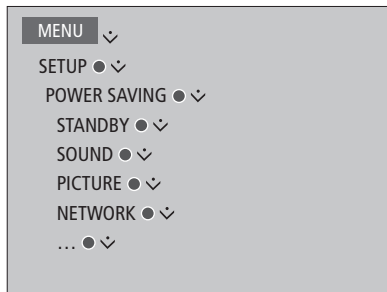 MENU
SETUP
POWER SAVING
STANDBY
SOUND
PICTURE
NETWORK
…